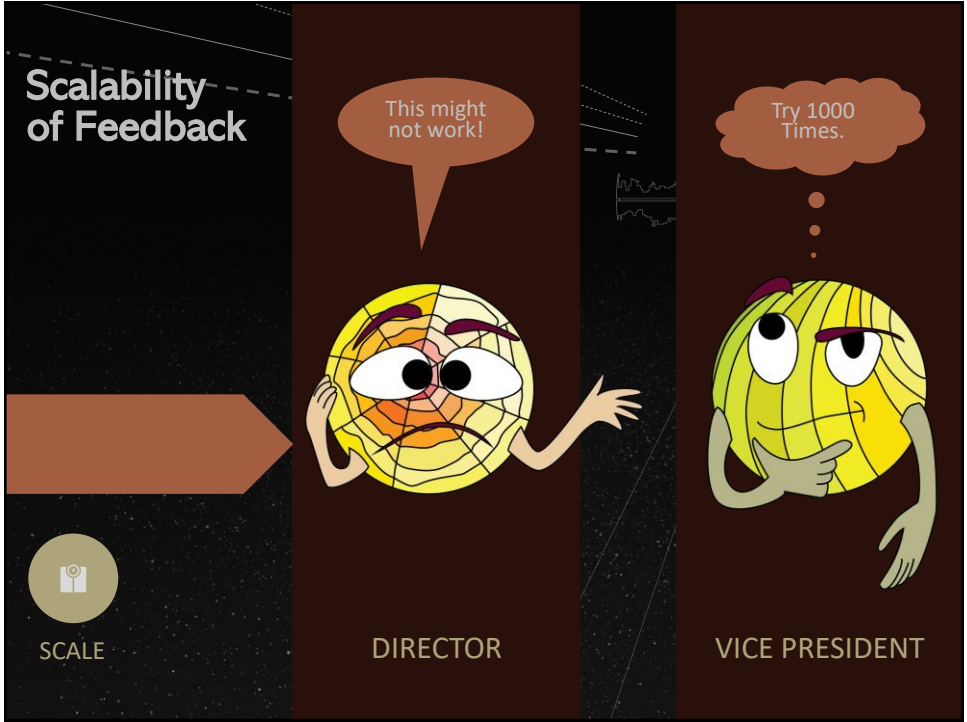 Scalability
of Feedback
This might
not work!
Try 1000
Times.
SCALE
DIRECTOR
VICE PRESIDENT